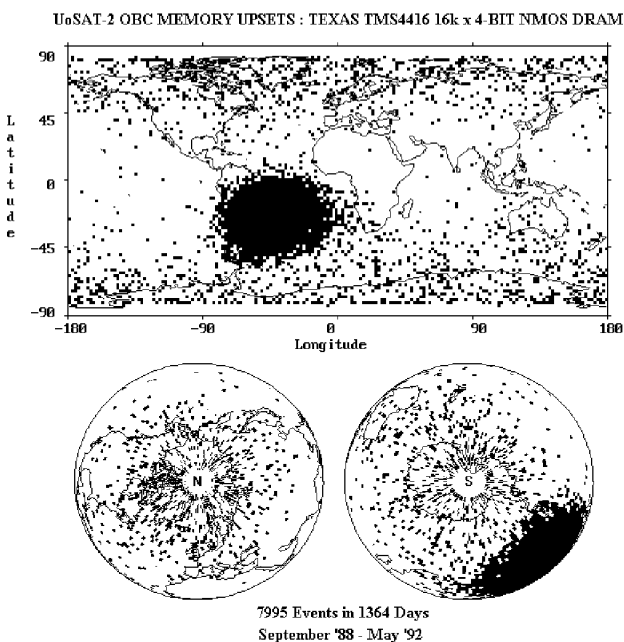 UoSAT-2 OBC MEMORY UPSETS : TEXAS TMS4416 16k x 4-BIT NMOS DRAM
90
45
0
-45
-90
Latitude
-180
-90
0
90
180
Longitude
N
S
7995 Events in 1364 Days
September '88 - May '92